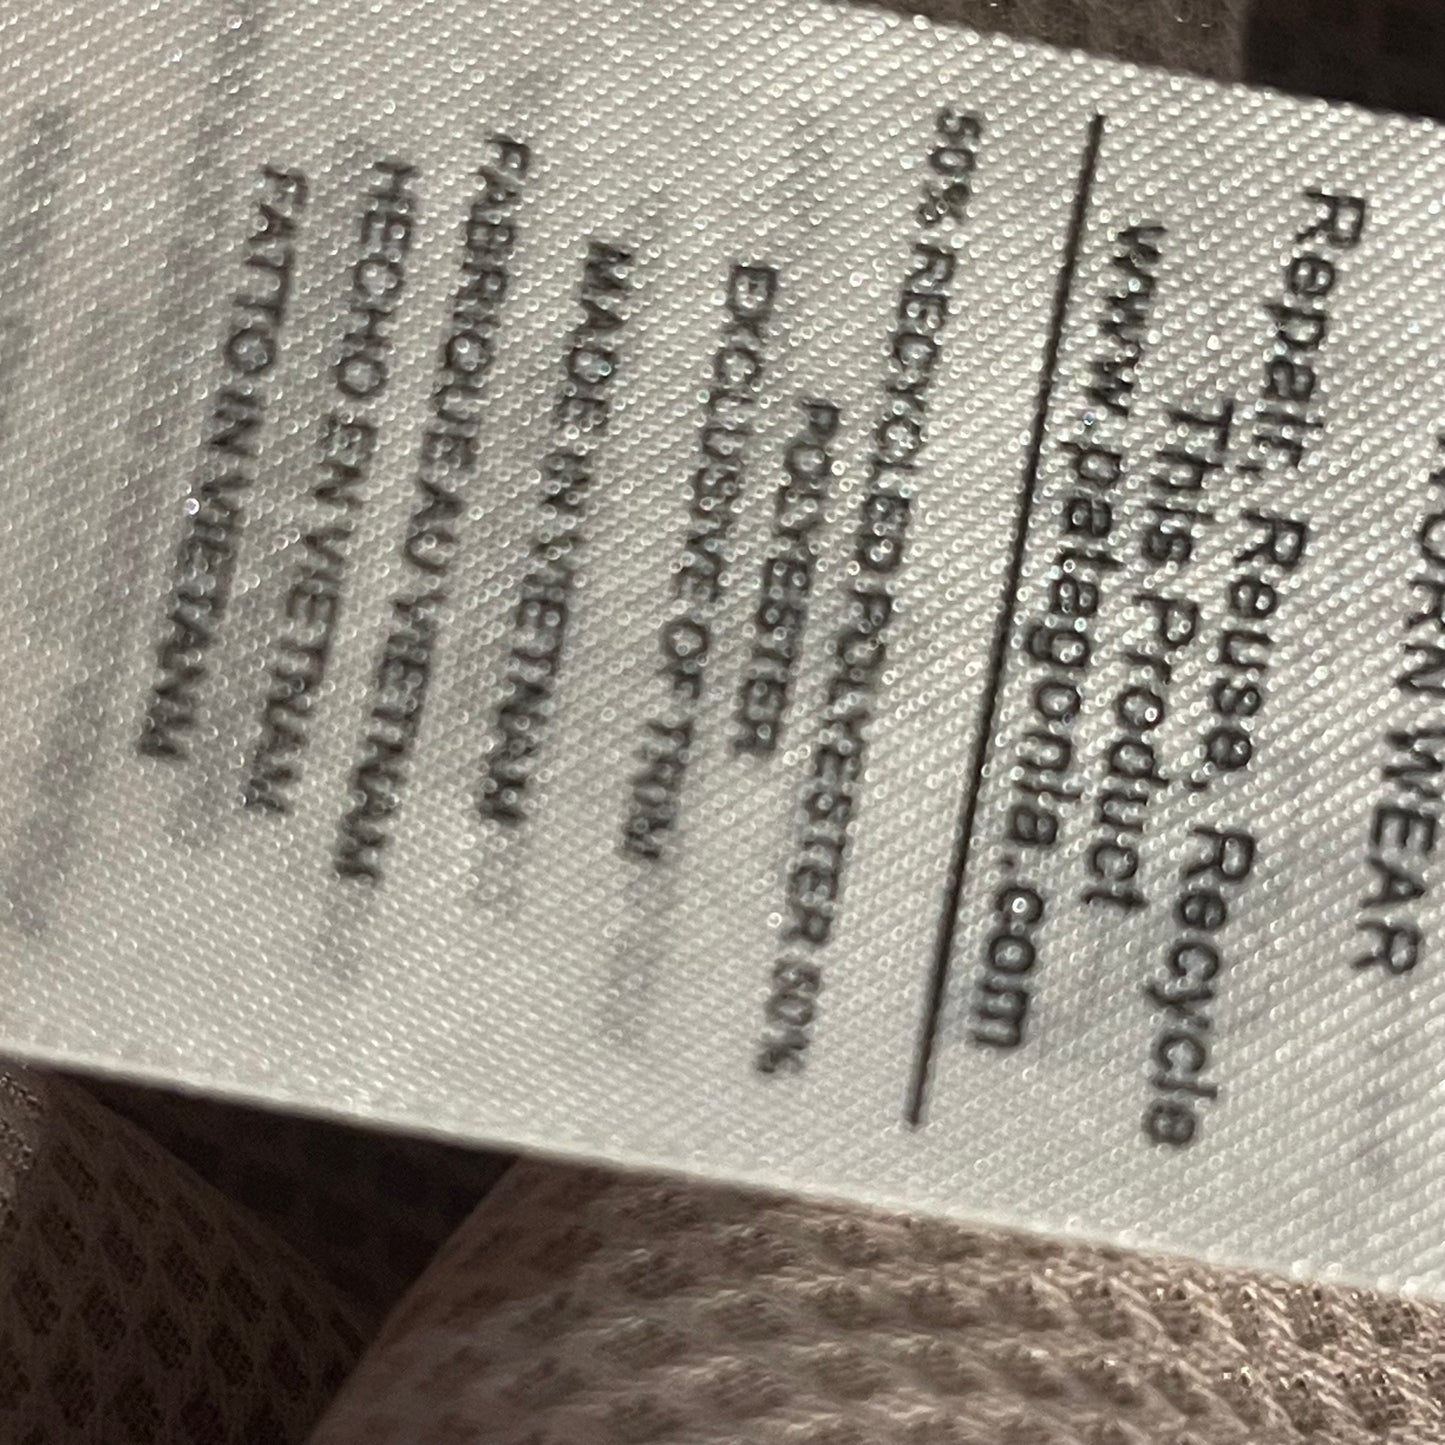 WORN WEAR
Repair, Reuse, Recycle
This Product
www.patagonia.com
50% RECYCLED POLYESTER 50%
POLYESTER
EXCLUSIVE OF TRIM
MADE IN VIETNAM
FABRIQUE AU VIETNAM
HECHO EN VIETNAM
FATTO IN VIETNAM